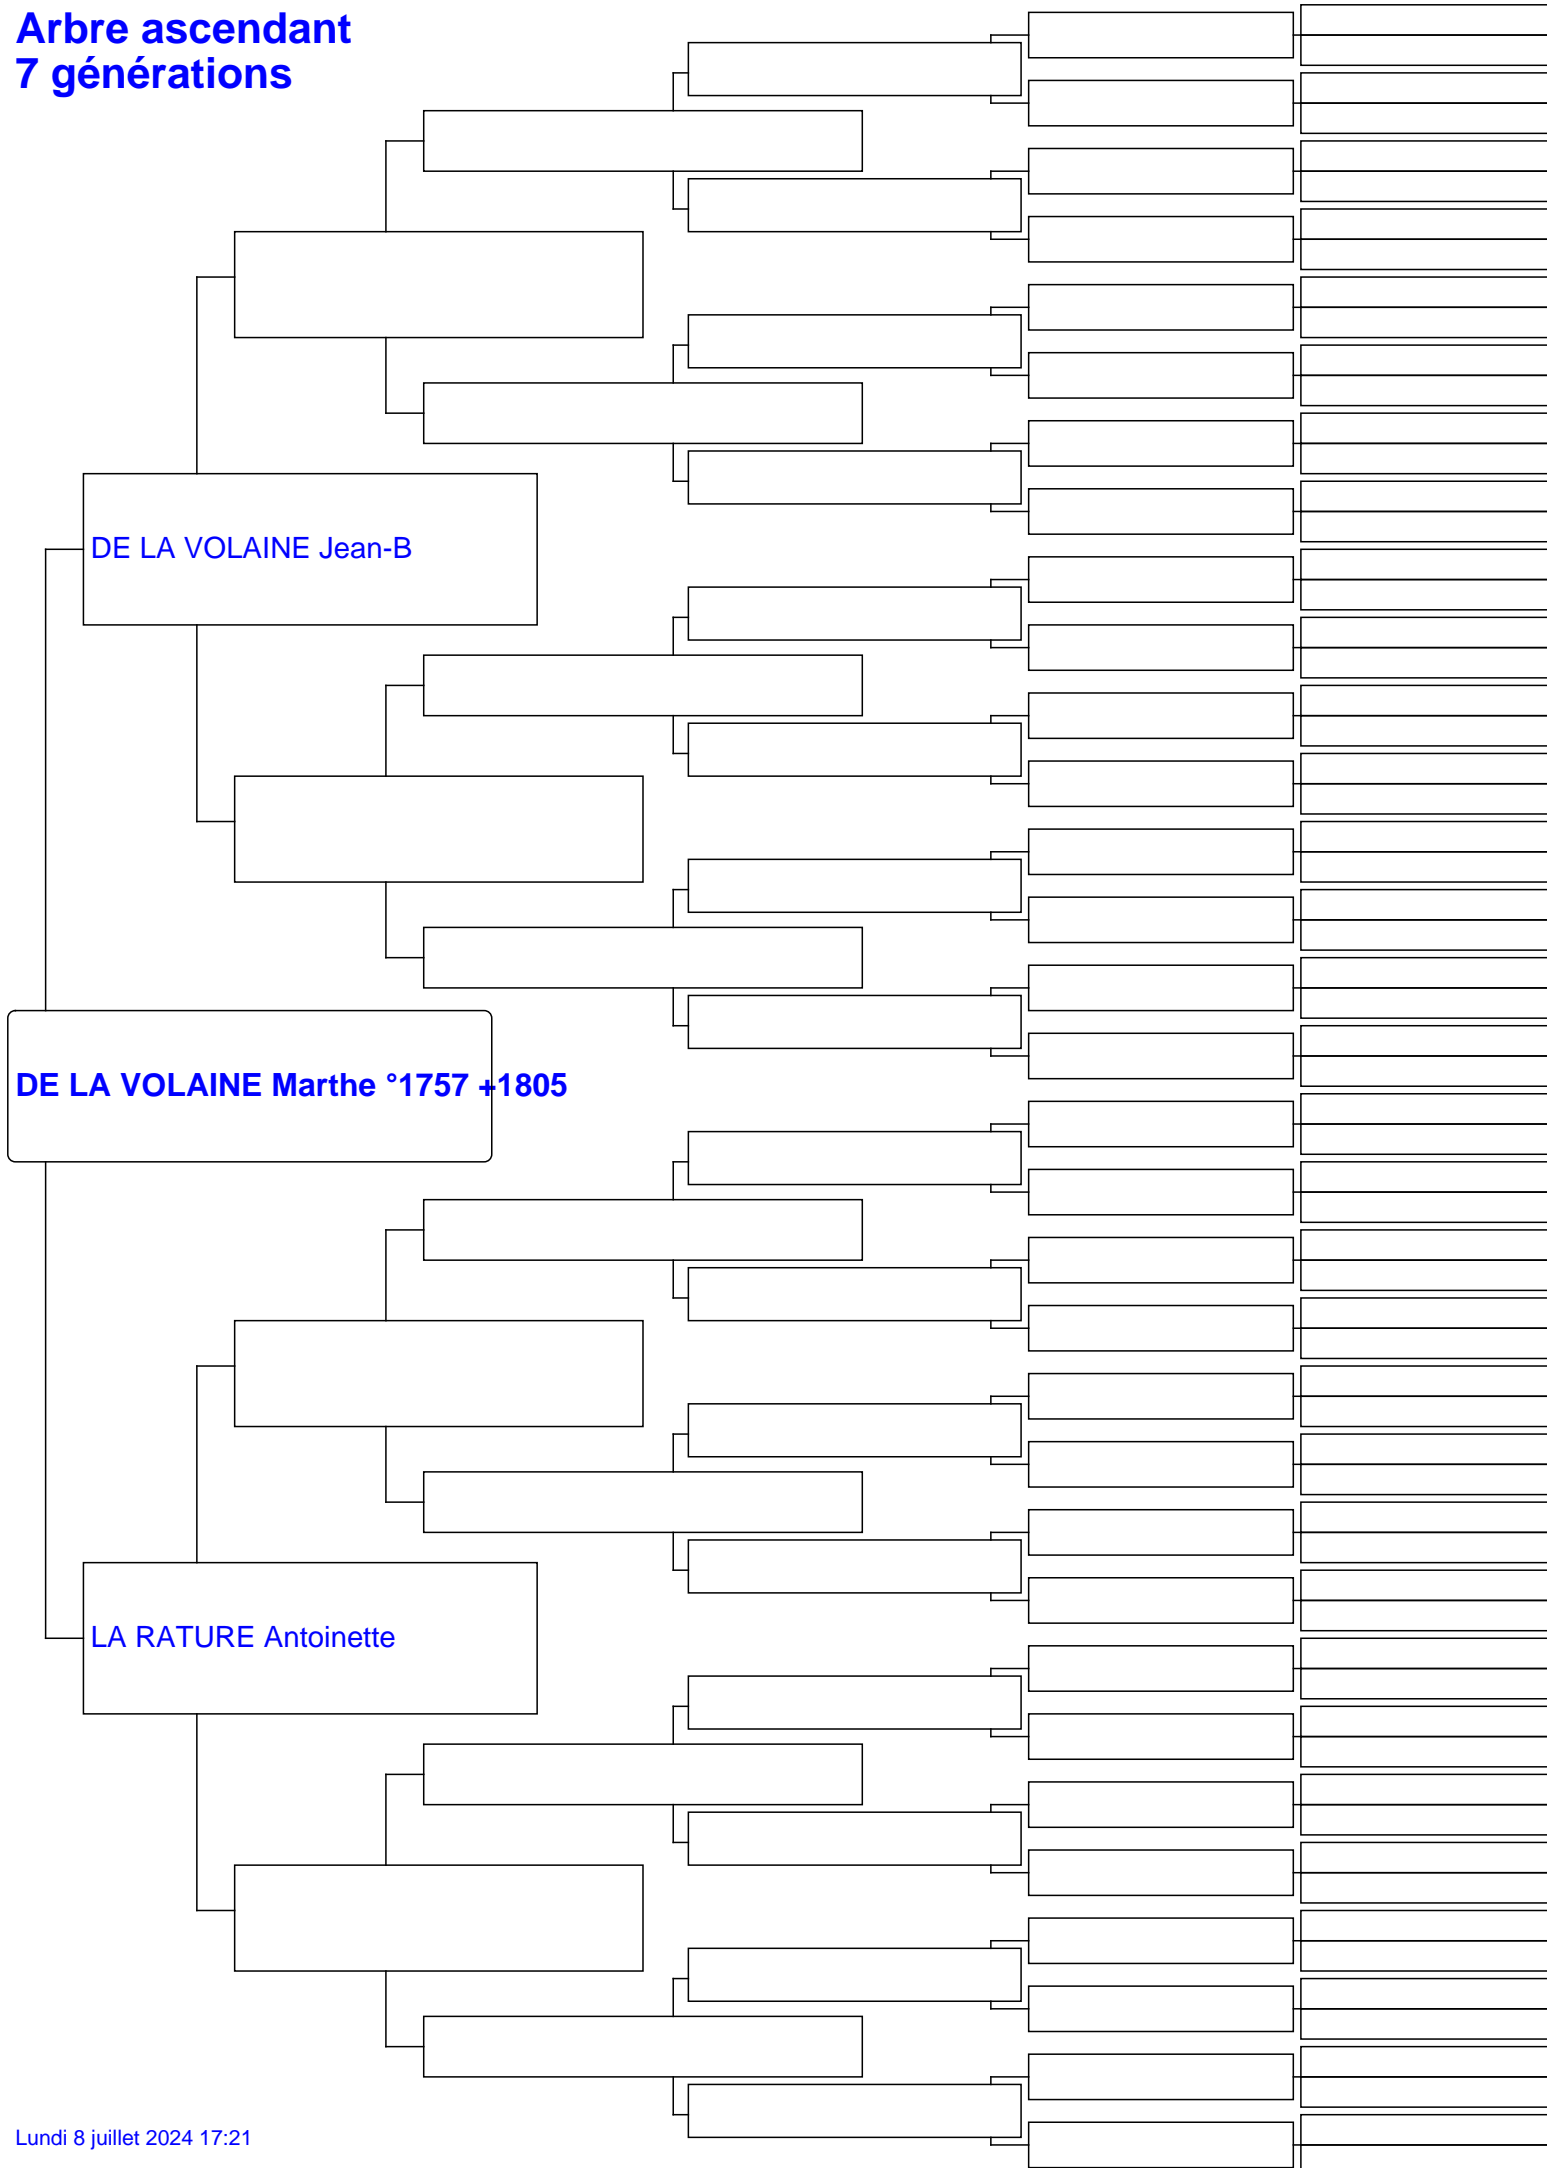 Arbre ascendant
7 générations
DE LA VOLAINE Jean-B
DE LA VOLAINE Marthe °1757 +1805
LA RATURE Antoinette
Lundi 8 juillet 2024 17:21